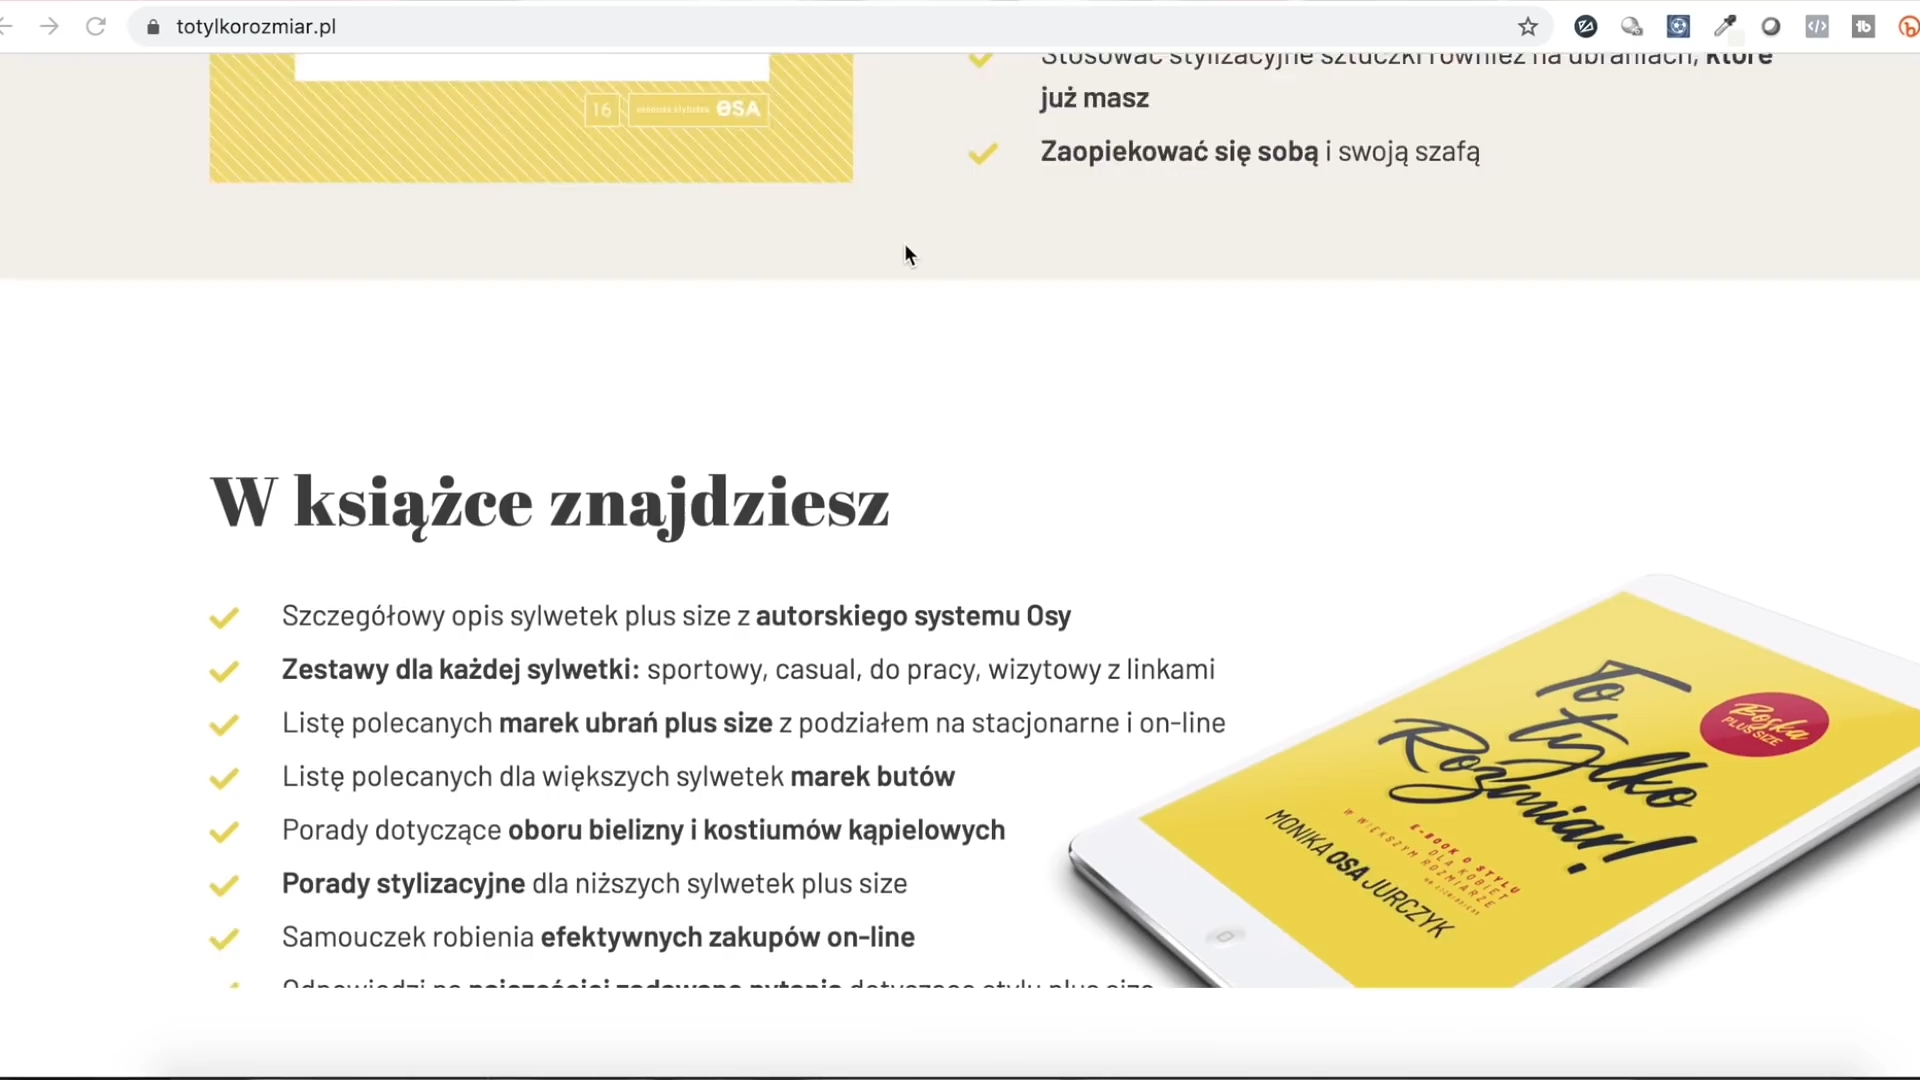 totylkorozmiar.pl
Stosować stylizacyjne sztuczki również na ubraniach, które
już masz
16 OSA
Zaopiekować się sobą i swoją szafą
W książce znajdziesz
Szczegółowy opis sylwetek plus size z autorskiego systemu Osy
Zestawy dla każdej sylwetki: sportowy, casual, do pracy, wizytowy z linkami
Listę polecanych marek ubrań plus size z podziałem na stacjonarne i on-line
Listę polecanych dla większych sylwetek marek butów
Porady dotyczące oboru bielizny i kostiumów kąpielowych
Porady stylizacyjne dla niższych sylwetek plus size
Samouczek robienia efektywnych zakupów on-line
Odpowiedzi na najczęściej zadawane pytania dotyczące stylu plus size
To
tylko
Rozmiar!
Boska
PLUS SIZE
E-BOOK O STYLU
DLA KOBIET
W WIĘKSZYM ROZMIARZE
MONIKA OSA JURCZYK